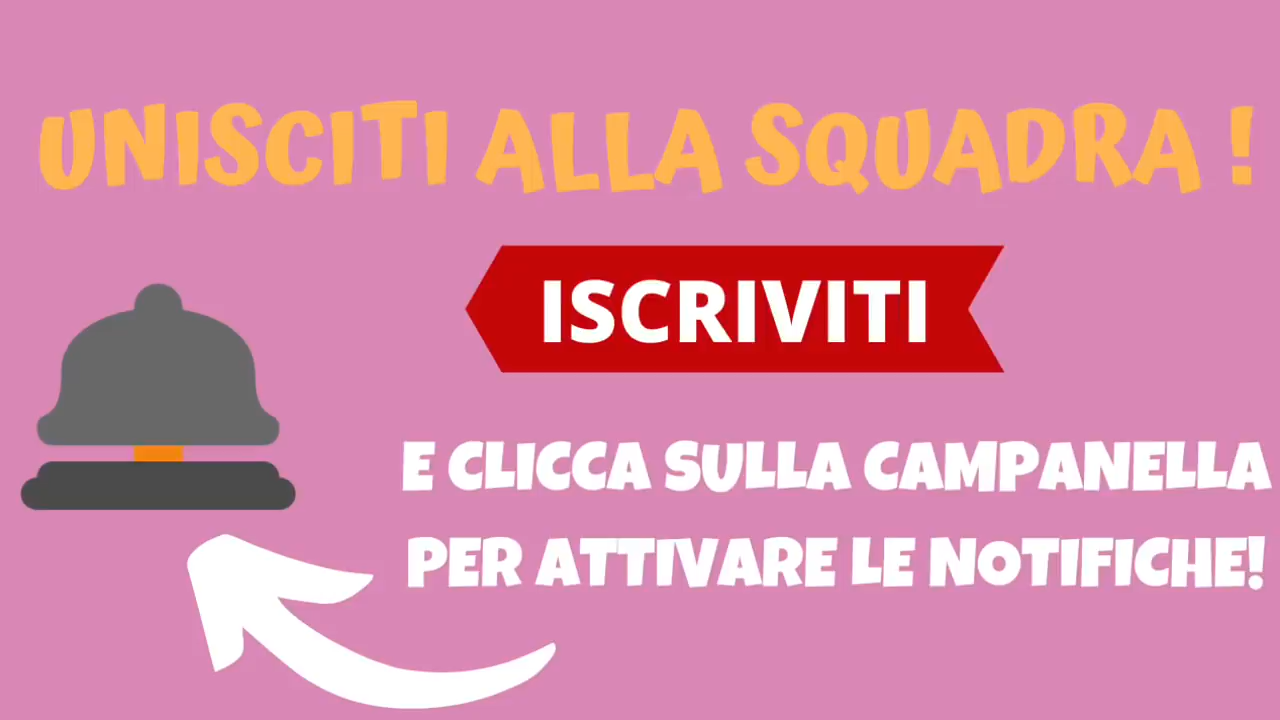 UNISCITI ALLA SQUADRA !
ISCRIVITI
E CLICCA SULLA CAMPANELLA
PER ATTIVARE LE NOTIFICHE!